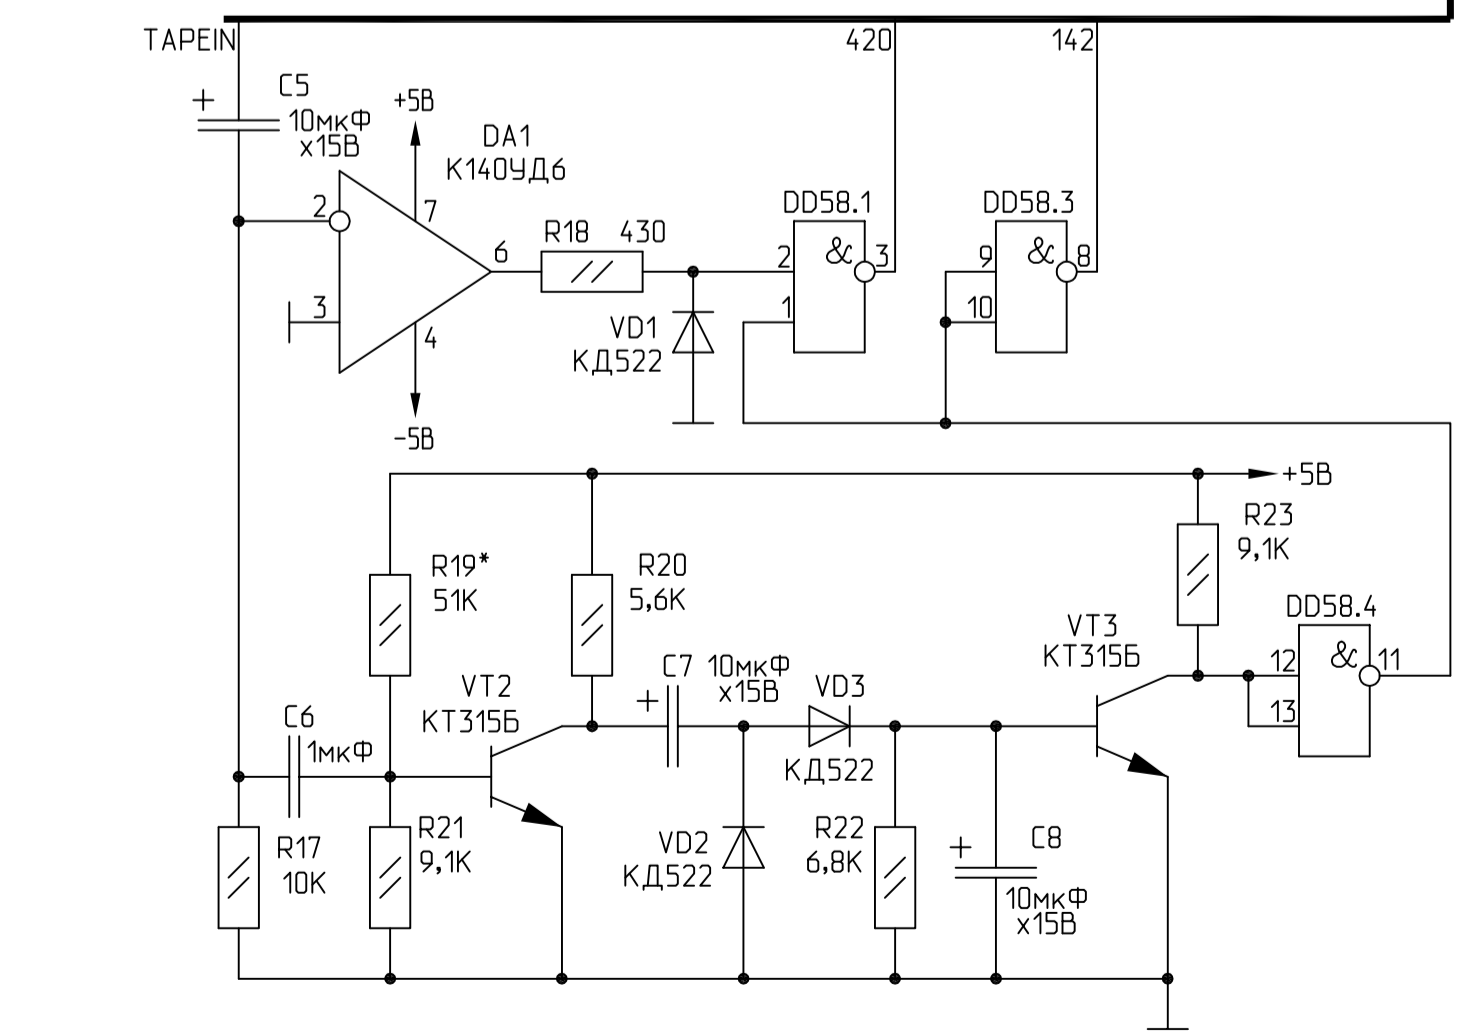 TAPEIN
420
142
+
C5
10мкФ
х15В
+5В
DA1
К140УД6
2
7
6
3
4
-5В
R18 430
VD1
КД522
DD58.1
&
2
1
3
DD58.3
&
9
10
8
+5В
R19*
51К
R20
5,6К
R23
9,1К
DD58.4
&
12
13
11
VT3
КТ315Б
VT2
КТ315Б
+
C7 10мкФ
х15В
VD3
КД522
C6
1мкФ
R17
10К
R21
9,1К
VD2
КД522
R22
6,8К
+
C8
10мкФ
х15В